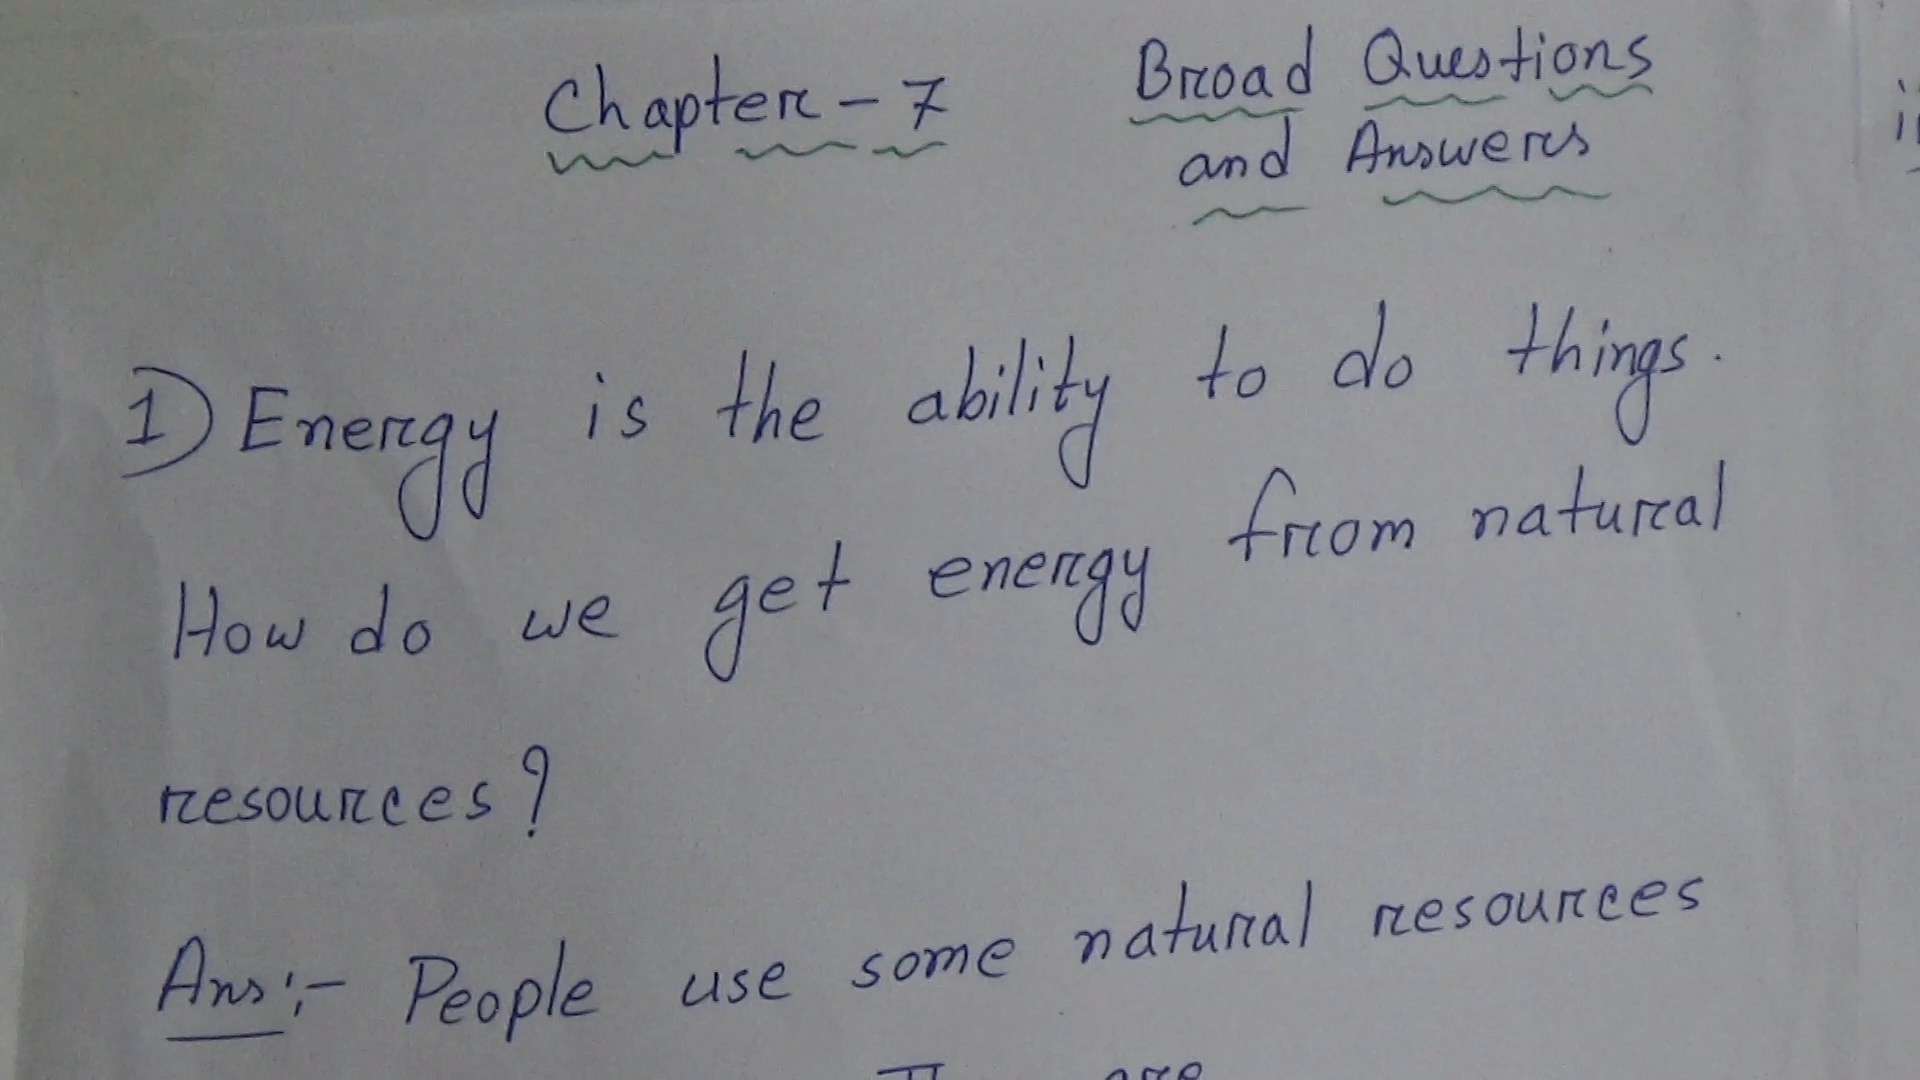 Chapter - 7
Broad Questions
and Answers
1) Energy is the ability to do things.
How do we get energy from natural
resources?
Ans:- People use some natural resources
are